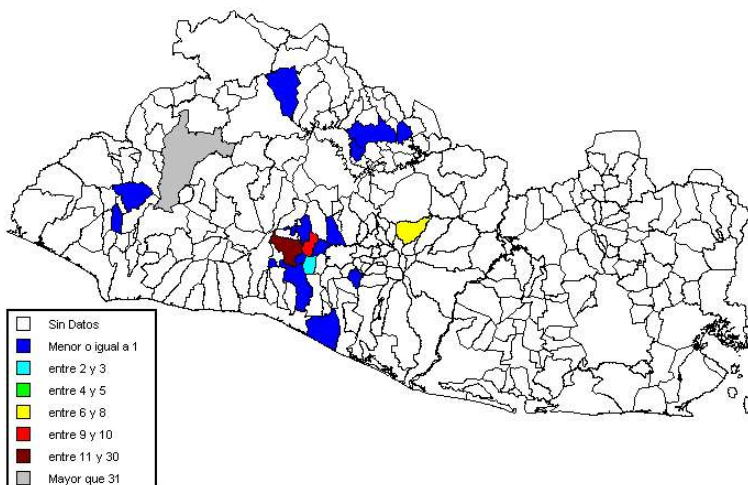 Sin Datos
Menor o igual a 1
entre 2 y 3
entre 4 y 5
entre 6 y 8
entre 9 y 10
entre 11 y 30
Mayor que 31